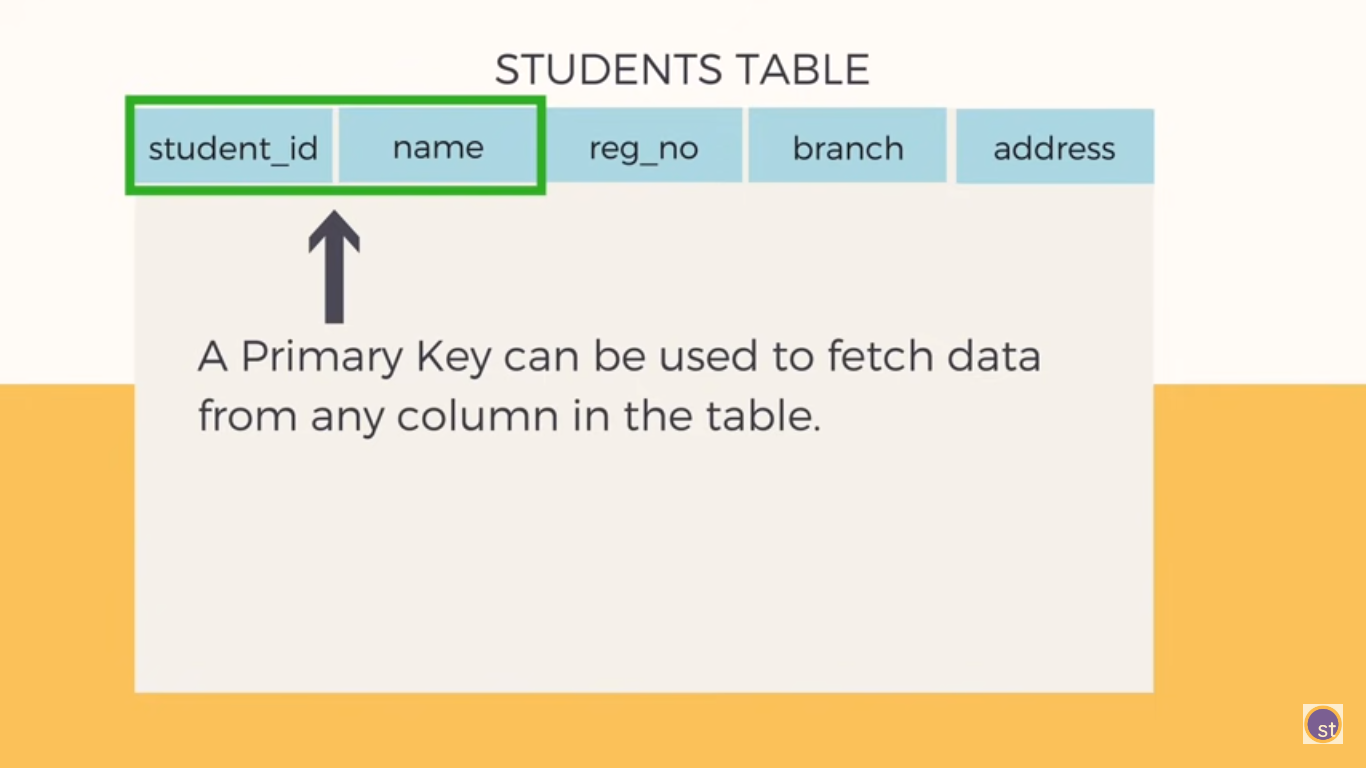 STUDENTS TABLE
student_id name reg_no branch address
A Primary Key can be used to fetch data
from any column in the table.
st